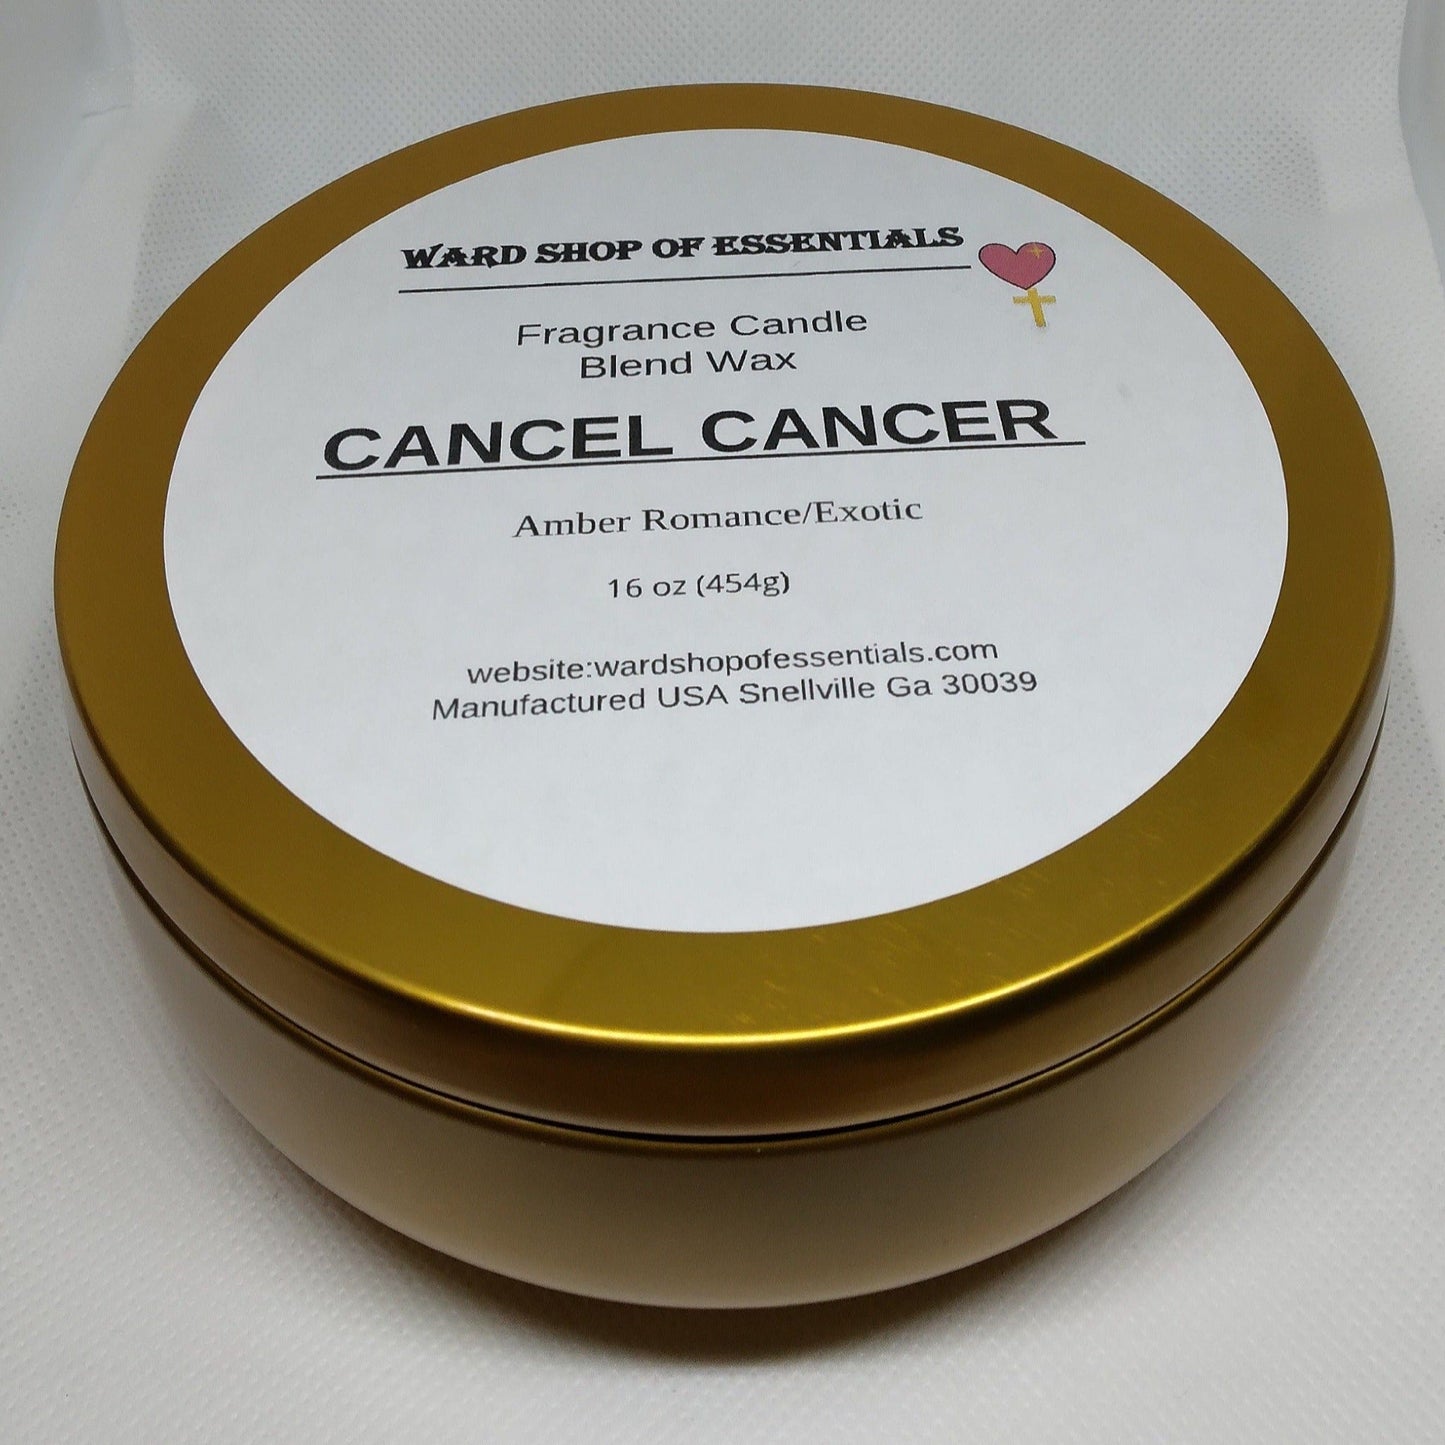 WARD SHOP OF ESSENTIALS
Fragrance Candle
Blend Wax
CANCEL CANCER
Amber Romance/Exotic
16 oz (454g)
website:wardshopofessentials.com
Manufactured USA Snellville Ga 30039